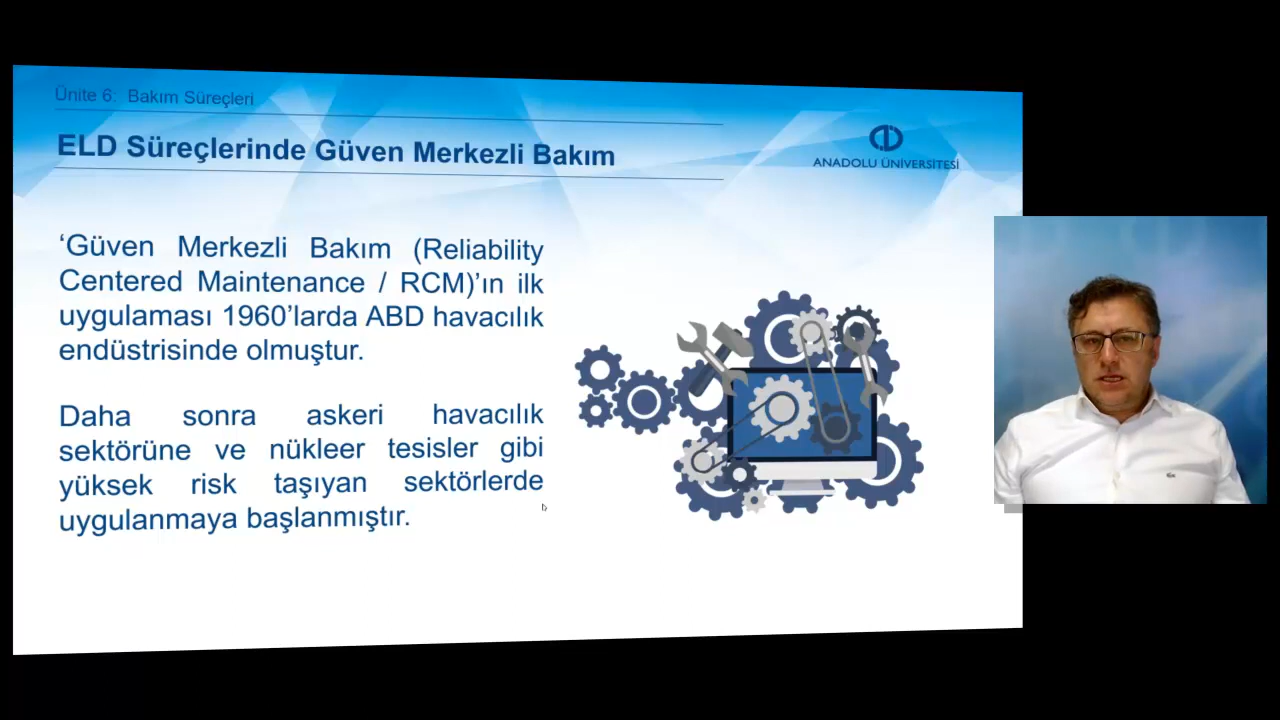 Ünite 6: Bakım Süreçleri
ELD Süreçlerinde Güven Merkezli Bakım
ANADOLU ÜNİVERSİTESİ
‘Güven Merkezli Bakım (Reliability
Centered Maintenance / RCM)’ın ilk
uygulaması 1960’larda ABD havacılık
endüstrisinde olmuştur.
Daha sonra askeri havacılık
sektörüne ve nükleer tesisler gibi
yüksek risk taşıyan sektörlerde
uygulanmaya başlanmıştır.